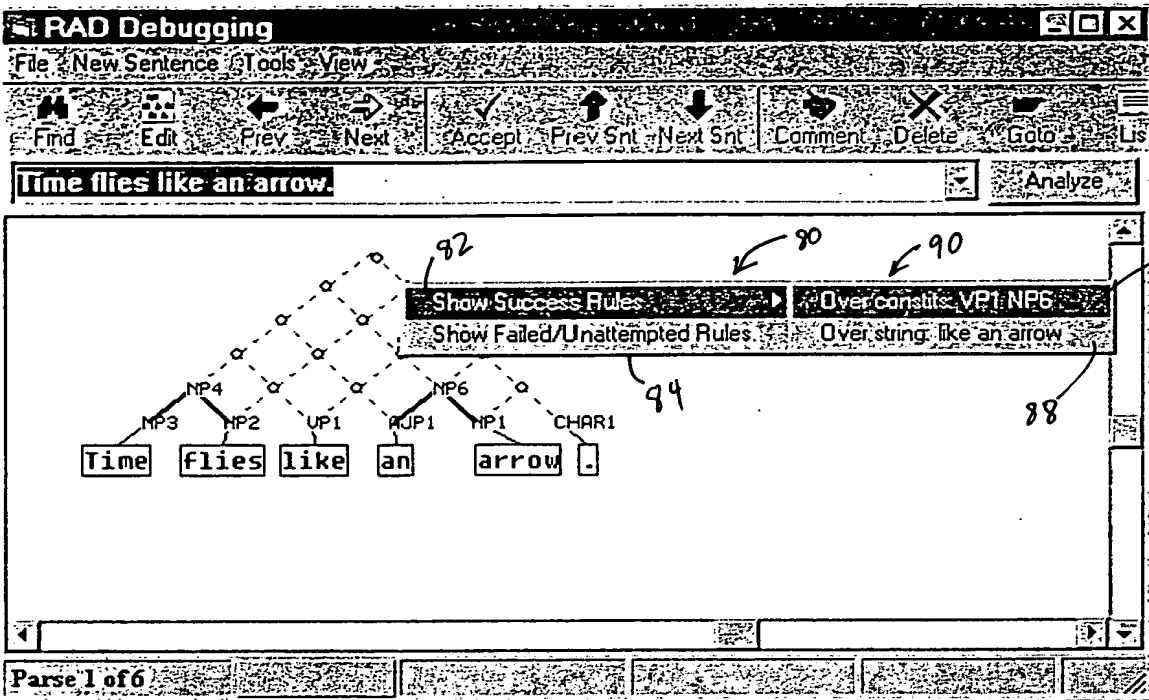 RAD Debugging
File New Sentence Tools View
Find Edit Prev Next Accept Prev Snt Next Snt Comment Delete Goto Lis
Time flies like an arrow. Analyze
82 80 90
Show Success Rules Over constits: VP1 NP6
Show Failed/Unattempted Rules. Over string: like an arrow
84 88
NP4 NP6
NP3 NP2 VP1 AJP1 NP1 CHAR1
Time flies like an arrow .
Parse 1 of 6